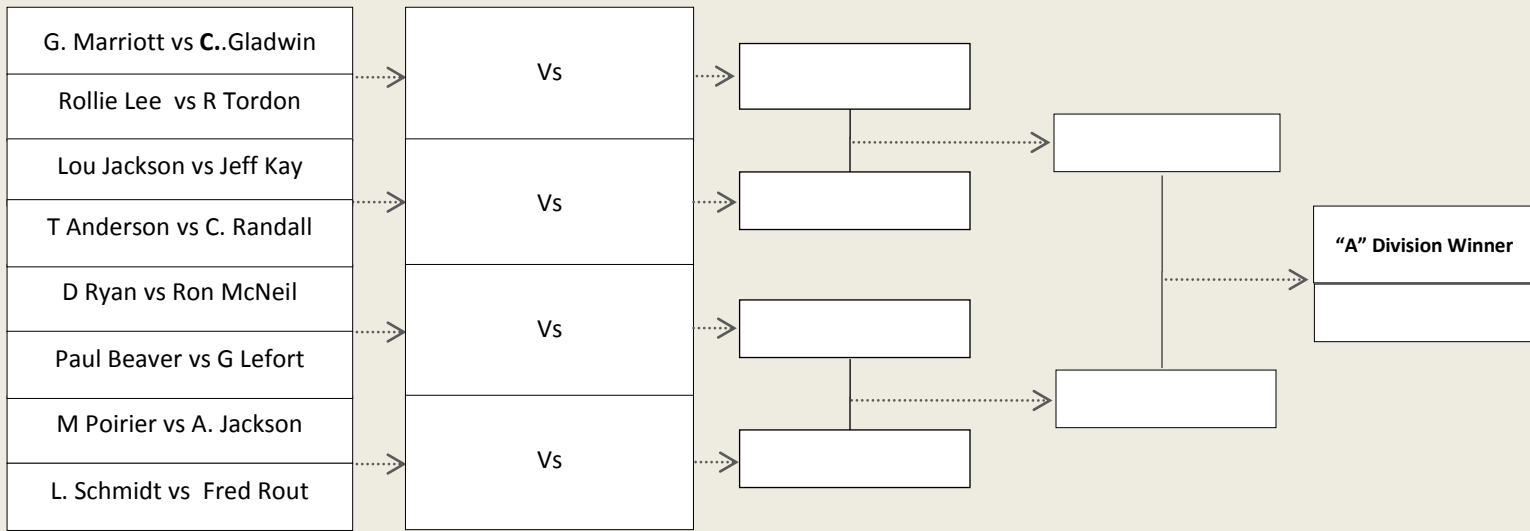 G. Marriott vs C..Gladwin
Rollie Lee vs R Tordon
Lou Jackson vs Jeff Kay
T Anderson vs C. Randall
D Ryan vs Ron McNeil
Paul Beaver vs G Lefort
M Poirier vs A. Jackson
L. Schmidt vs Fred Rout
Vs
Vs
Vs
Vs
“A” Division Winner